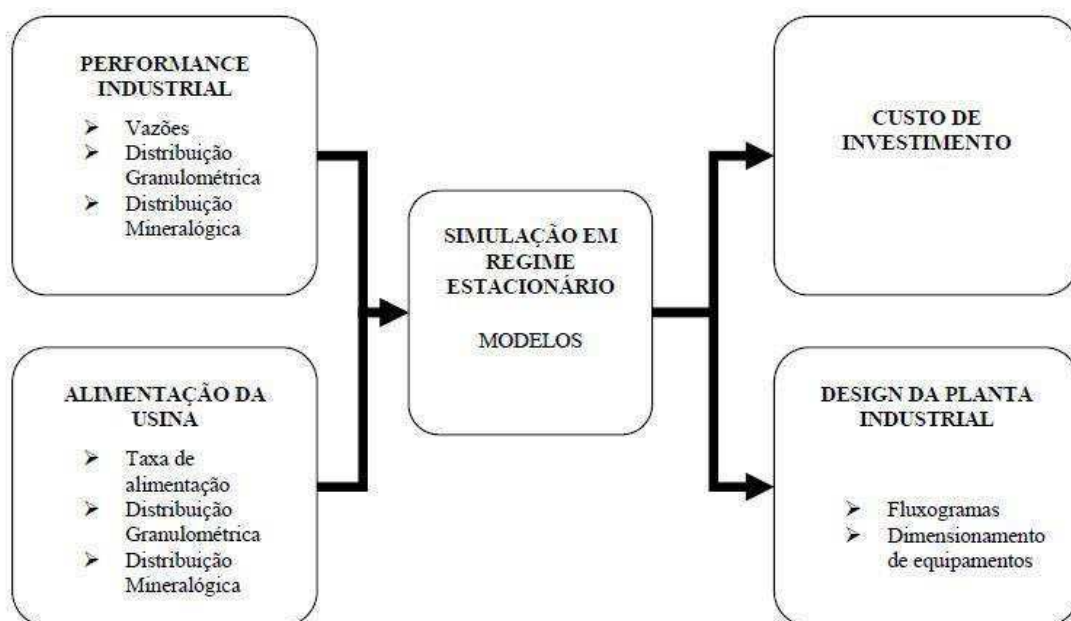 PERFORMANCE
INDUSTRIAL
➤ Vazões
➤ Distribuição
Granulométrica
➤ Distribuição
Mineralógica
ALIMENTAÇÃO DA
USINA
➤ Taxa de
alimentação
➤ Distribuição
Granulométrica
➤ Distribuição
Mineralógica
SIMULAÇÃO EM
REGIME
ESTACIONÁRIO
MODELOS
CUSTO DE
INVESTIMENTO
DESIGN DA PLANTA
INDUSTRIAL
➤ Fluxogramas
➤ Dimensionamento
de equipamentos